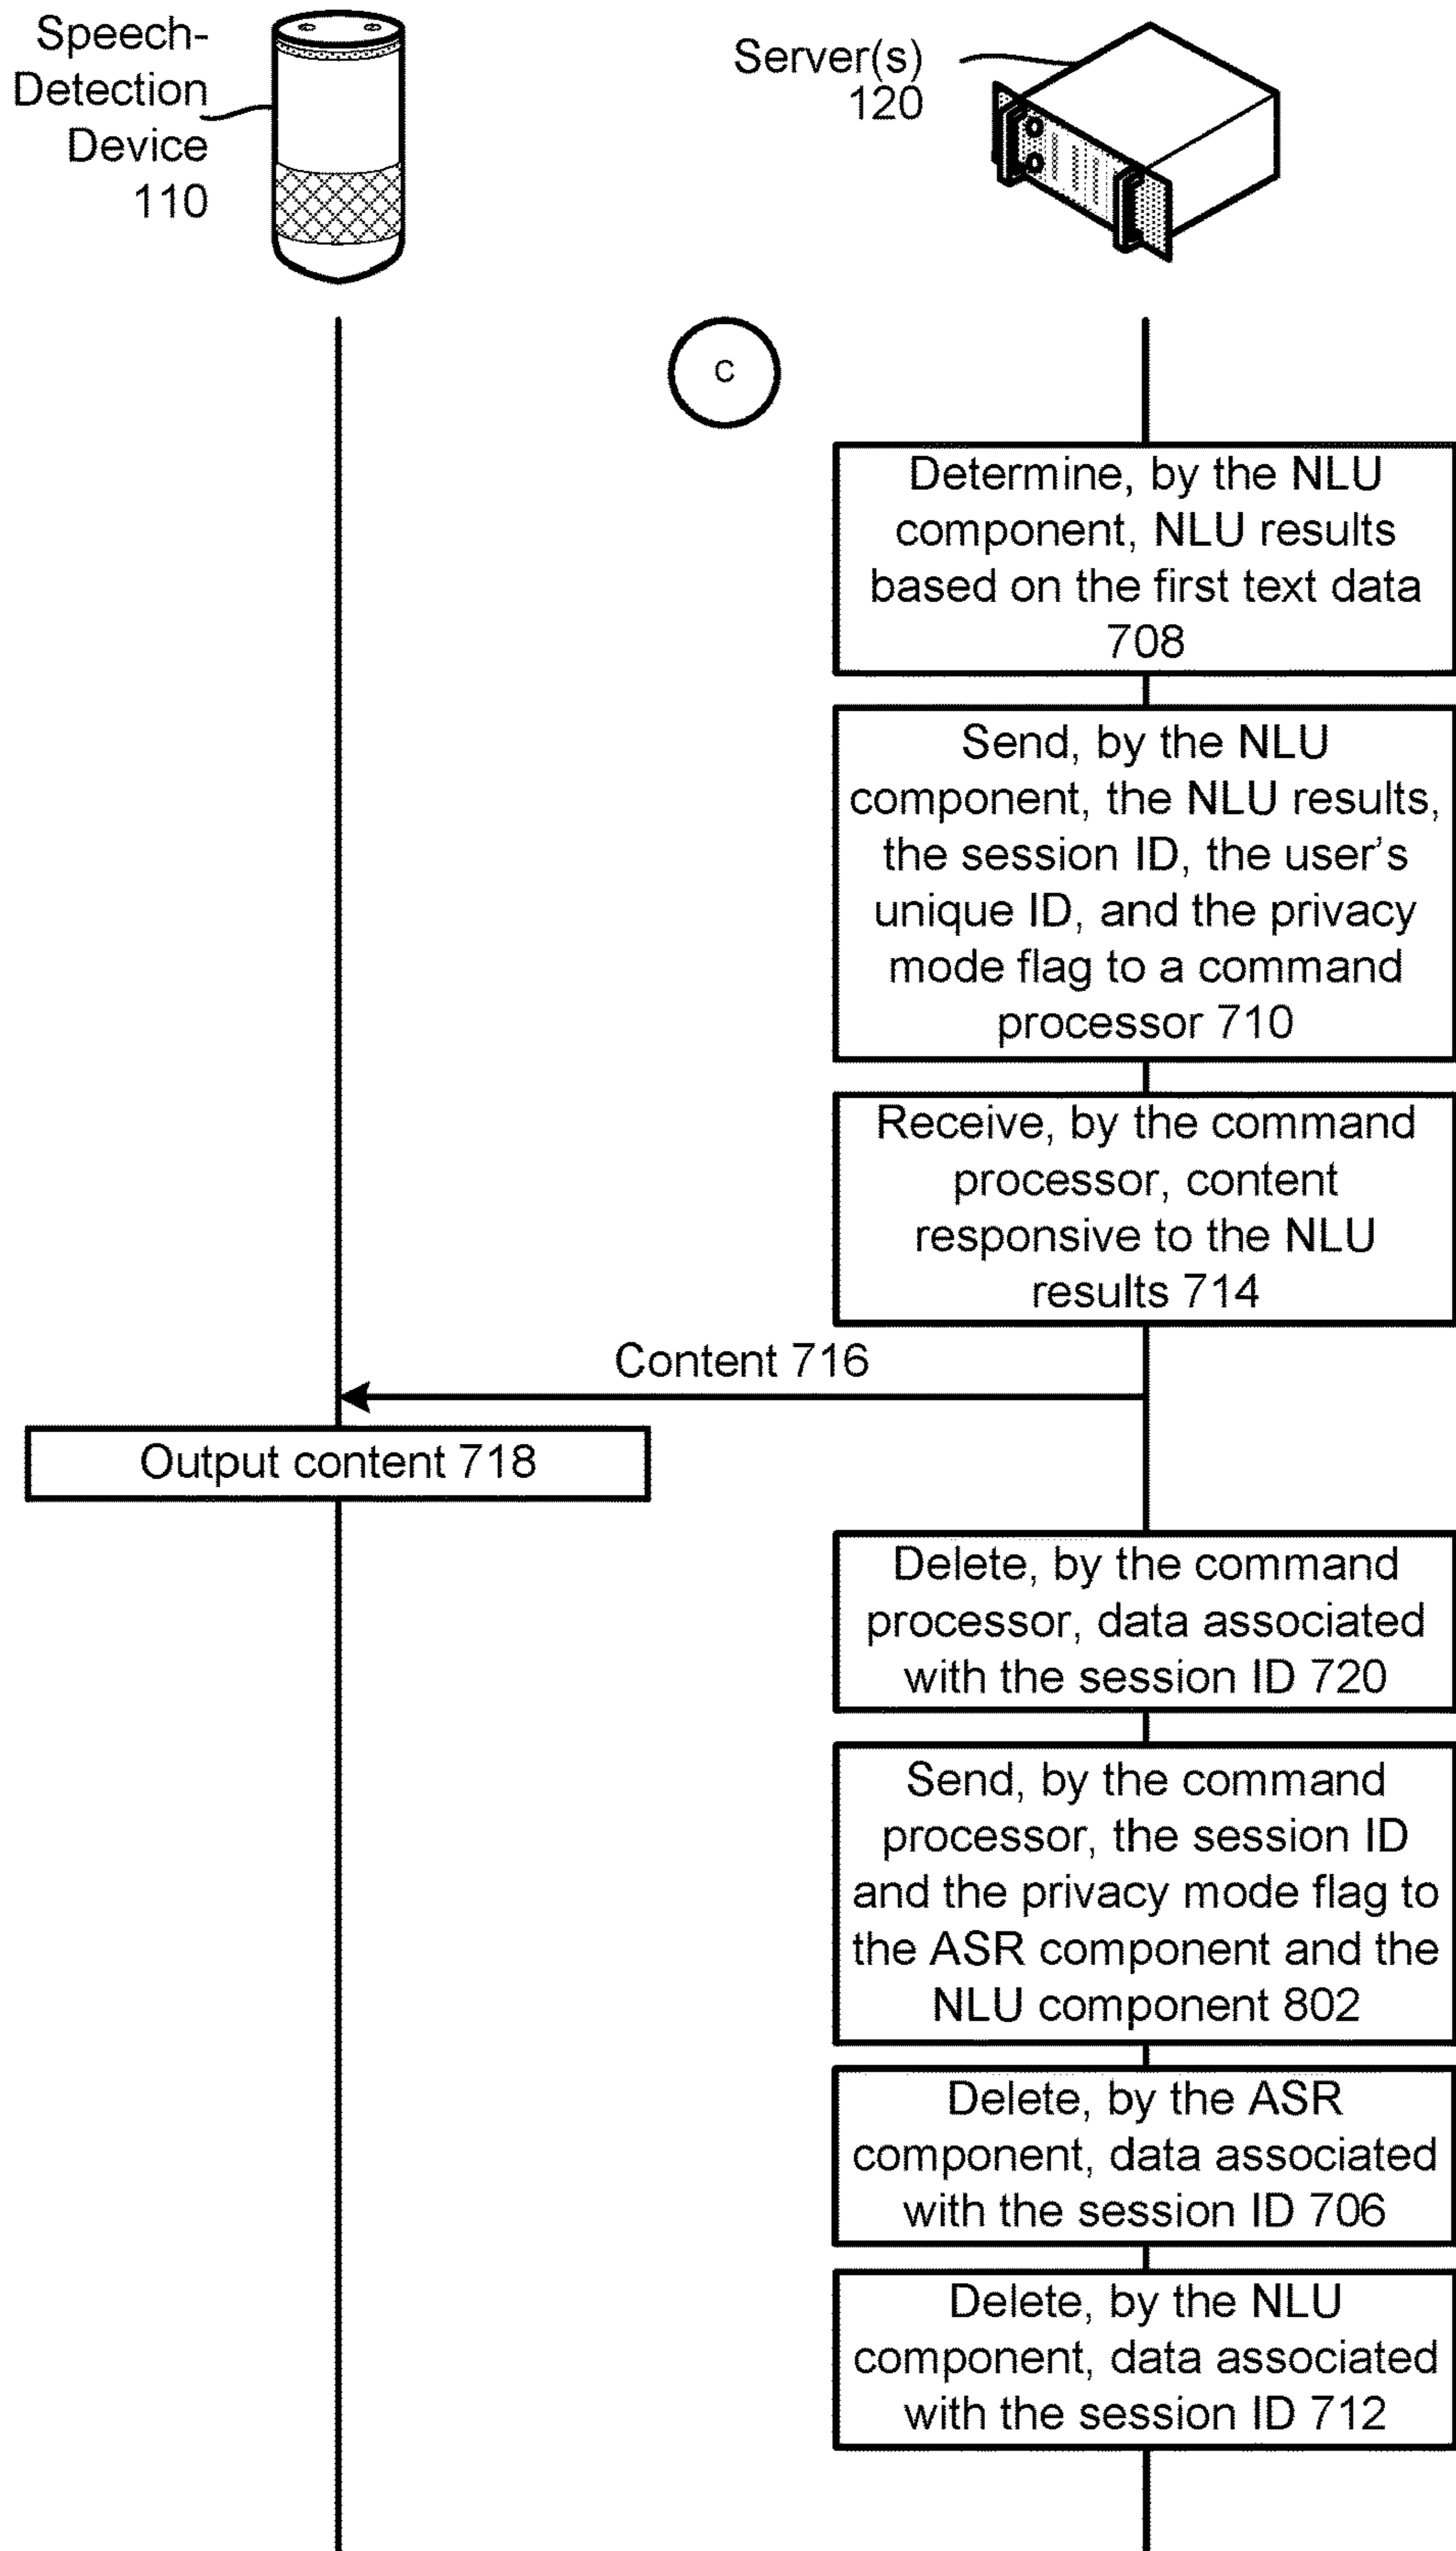 Speech-
Detection
Device
110
Server(s)
120
C
Determine, by the NLU
component, NLU results
based on the first text data
708
Send, by the NLU
component, the NLU results,
the session ID, the user's
unique ID, and the privacy
mode flag to a command
processor 710
Receive, by the command
processor, content
responsive to the NLU
results 714
Content 716
Output content 718
Delete, by the command
processor, data associated
with the session ID 720
Send, by the command
processor, the session ID
and the privacy mode flag to
the ASR component and the
NLU component 802
Delete, by the ASR
component, data associated
with the session ID 706
Delete, by the NLU
component, data associated
with the session ID 712